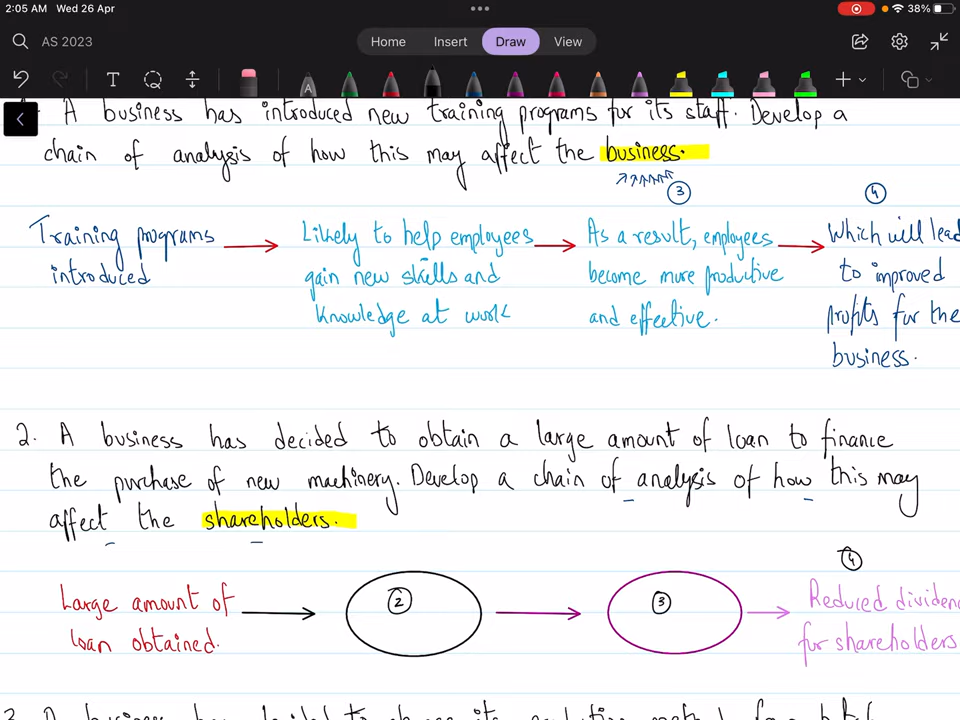 2:05 AM Wed 26 Apr
38%
AS 2023
Home Insert Draw View
A business has introduced new training programs for its staff. Develop a
chain of analysis of how this may affect the business.
3
4
Training programs
introduced
Likely to help employees
gain new skills and
knowledge at work
As a result, employees
become more productive
and effective.
Which will lead
to improved
profits for the
business.
2. A business has decided to obtain a large amount of loan to finance
the purchase of new machinery. Develop a chain of analysis of how this may
affect the shareholders.
Large amount of
loan obtained.
2
3
4
Reduced dividen
for shareholders